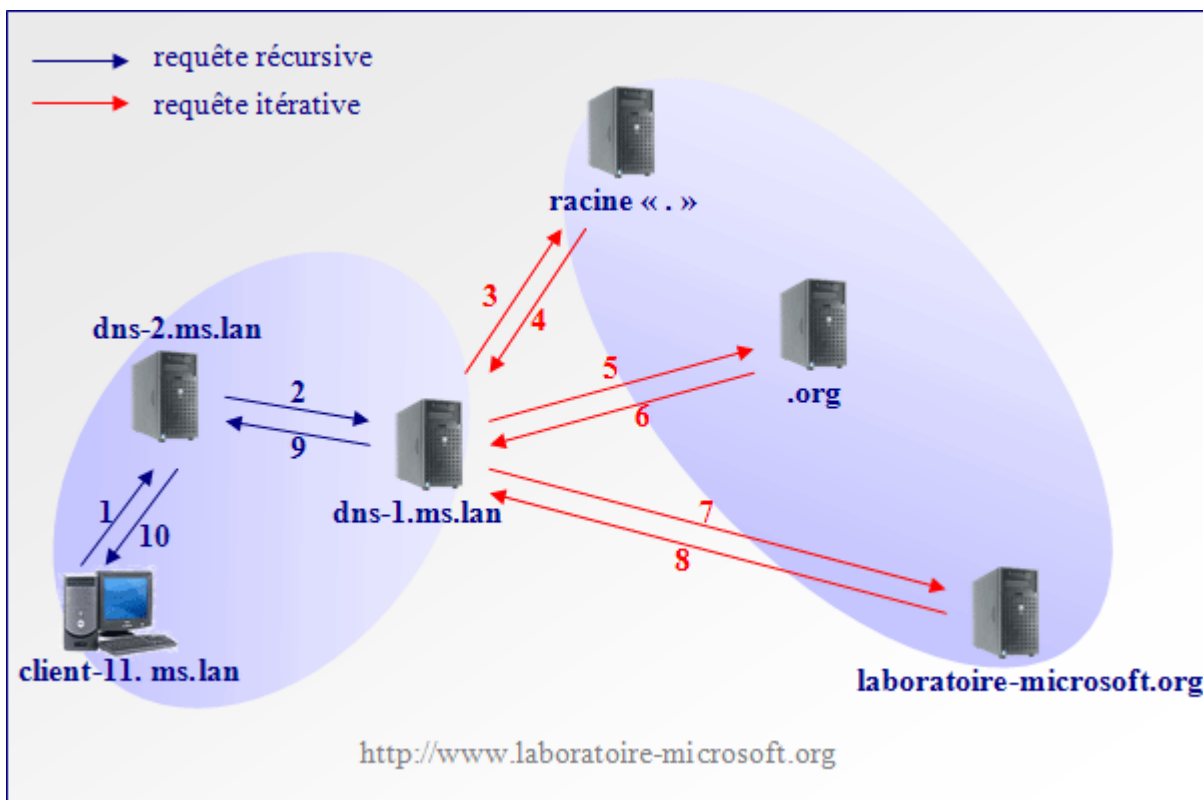 requête récursive
requête itérative
racine « . »
3
4
dns-2.ms.lan
5
.org
6
2
9
dns-1.ms.lan
1
10
7
8
client-11. ms.lan
laboratoire-microsoft.org
http://www.laboratoire-microsoft.org